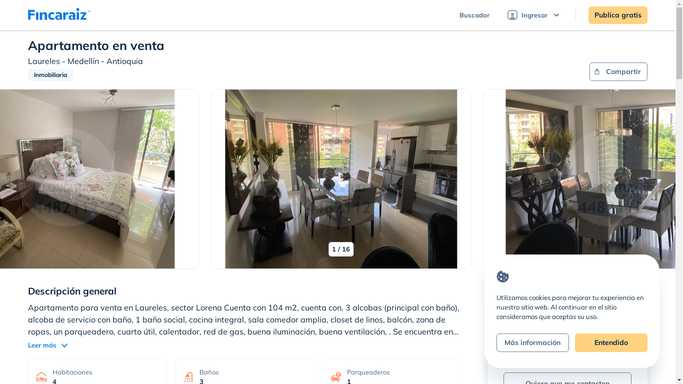 Fincaraiz
Buscador
Ingresar
Publica gratis
Apartamento en venta
Laureles - Medellín - Antioquia
Inmobiliaria
Compartir
1 / 16
Descripción general
Apartamento para venta en Laureles, sector Lorena Cuenta con 104 m2, cuenta con, 3 alcobas (principal con baño),
alcoba de servicio con baño, 1 baño social, cocina integral, sala comedor amplia, closet de linos, balcón, zona de
ropas, un parqueadero, cuarto útil, calentador, red de gas, buena iluminación, buena ventilación, . Se encuentra en...
Leer más
Habitaciones
4
Baños
3
Parqueaderos
1
Utilizamos cookies para mejorar tu experiencia en
nuestro sitio web. Al continuar en el sitio
consideramos que aceptas su uso.
Más información
Entendido
Quiero que me contacten